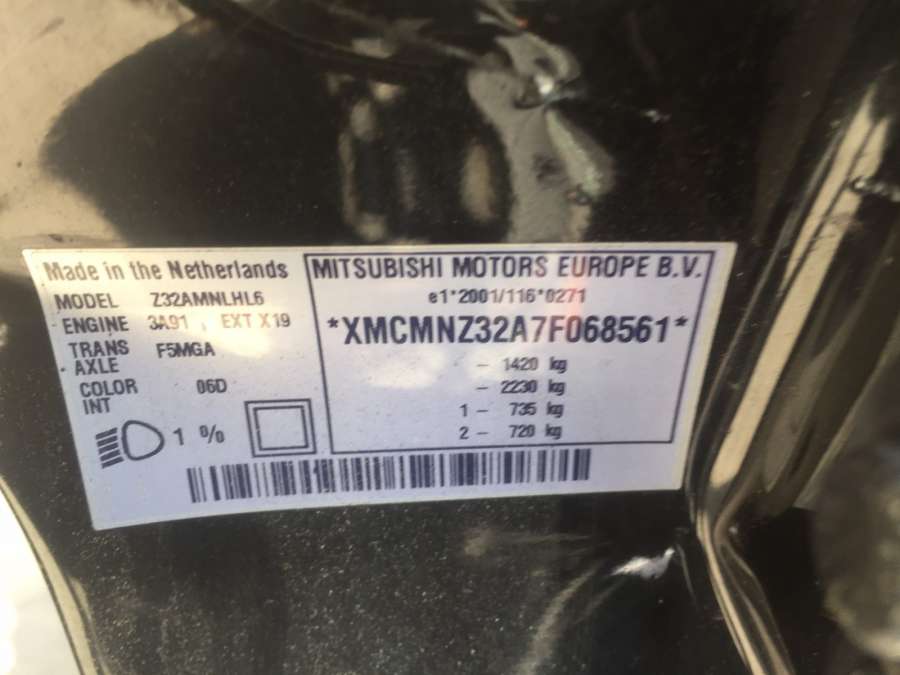 Made in the Netherlands
MODEL Z32AMNLHL6
ENGINE 3A91 , EXT X19
TRANS AXLE F5MGA
COLOR INT 06D
1 %
MITSUBISHI MOTORS EUROPE B.V.
e1*2001/116*0271
*XMCMNZ32A7F068561*
- 1420 kg
- 2230 kg
1 - 735 kg
2 - 720 kg